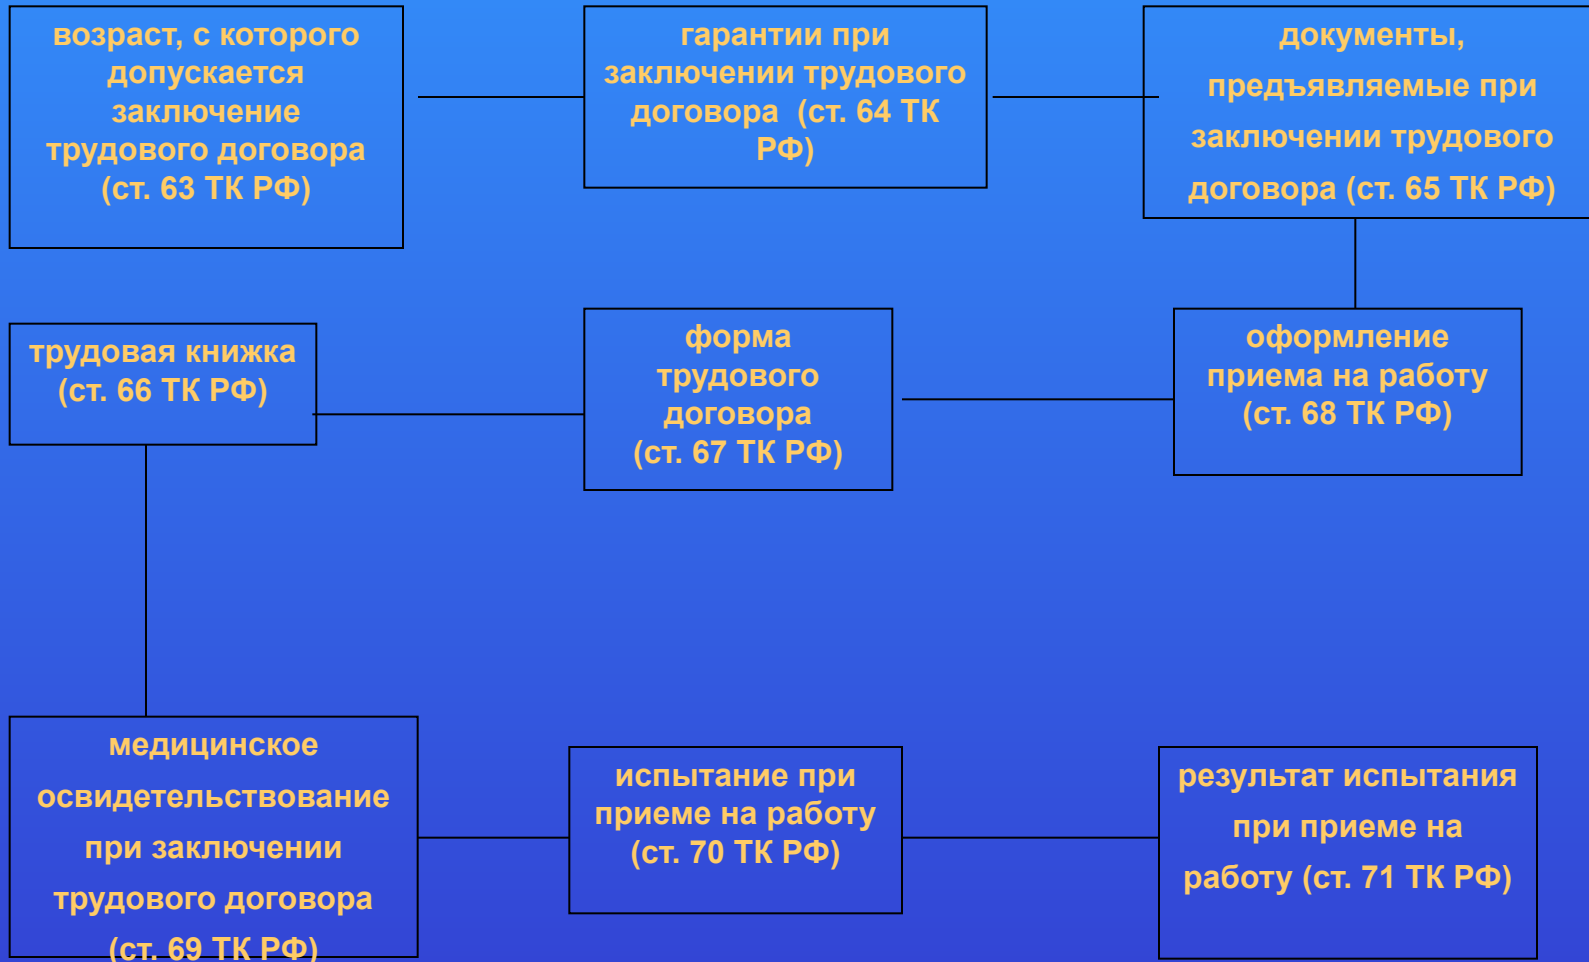 возраст, с которого
допускается
заключение
трудового договора
(ст. 63 ТК РФ)
гарантии при
заключении трудового
договора (ст. 64 ТК
РФ)
документы,
предъявляемые при
заключении трудового
договора (ст. 65 ТК РФ)
трудовая книжка
(ст. 66 ТК РФ)
форма
трудового
договора
(ст. 67 ТК РФ)
оформление
приема на работу
(ст. 68 ТК РФ)
медицинское
освидетельствование
при заключении
трудового договора
(ст. 69 ТК РФ)
испытание при
приеме на работу
(ст. 70 ТК РФ)
результат испытания
при приеме на
работу (ст. 71 ТК РФ)